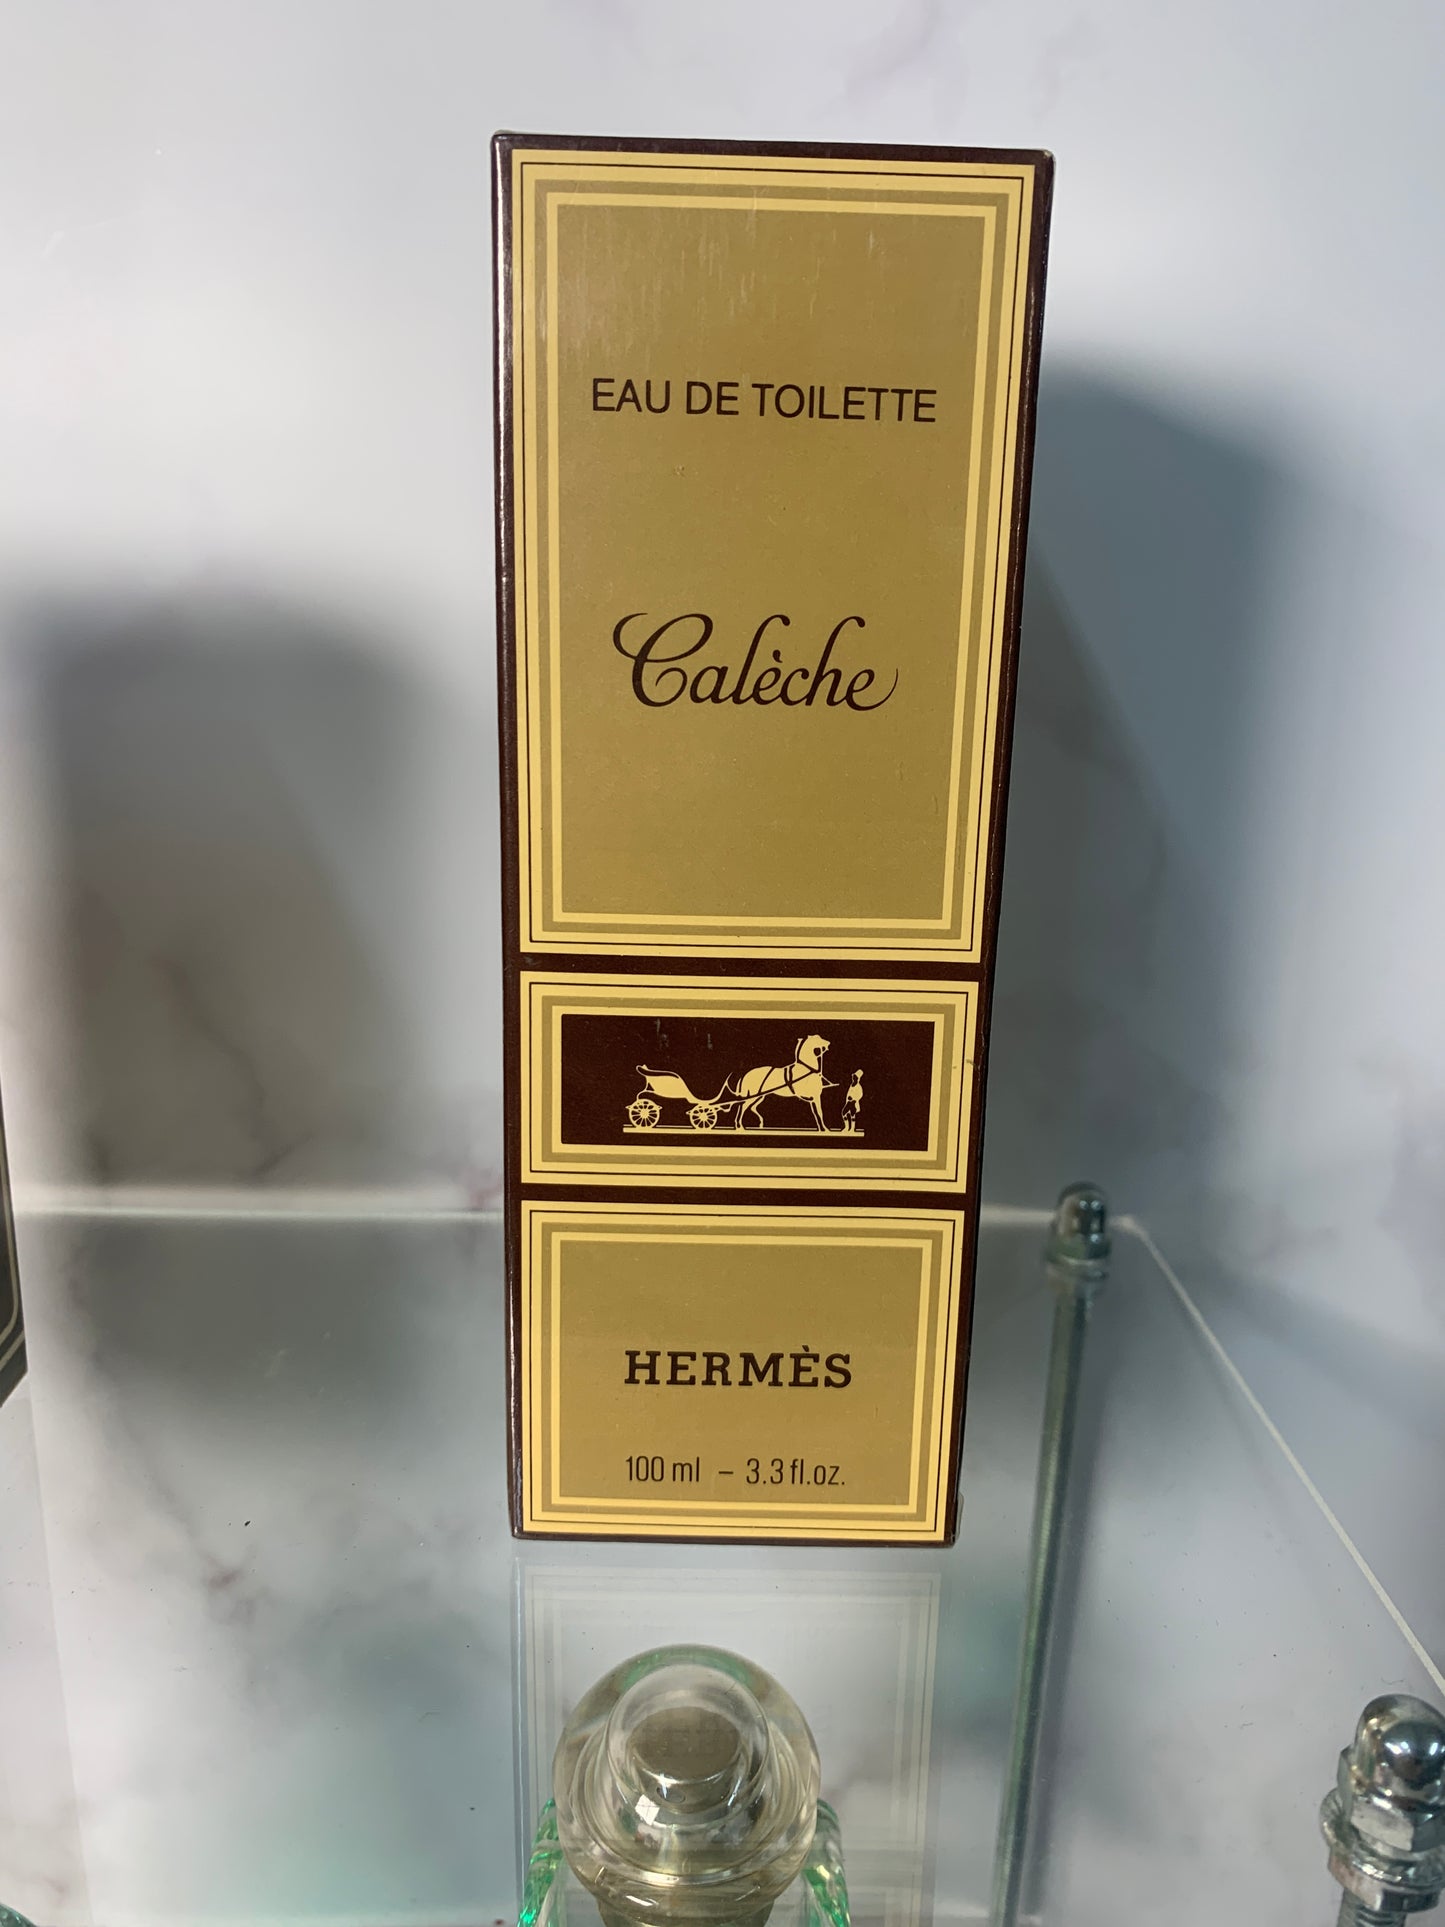 EAU DE TOILETTE
Calèche
HERMÈS
100 ml – 3.3 fl.oz.